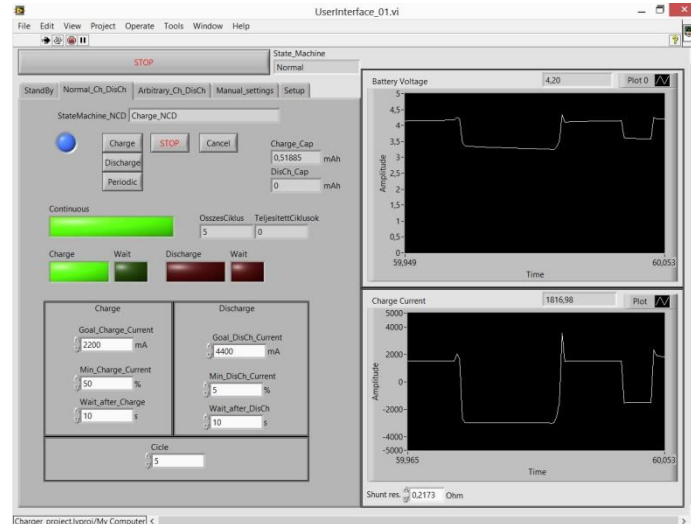 UserInterface_01.vi
File Edit View Project Operate Tools Window Help
STOP
State_Machine
Normal
StandBy Normal_Ch_DisCh Arbitrary_Ch_DisCh Manual_settings Setup
StateMachine_NCD Charge_NCD
Charge STOP Cancel
Discharge
Periodic
Charge_Cap
0,51885 mAh
DisCh_Cap
0 mAh
Continuous
OsszesCiklus TeljesitettCiklusok
5 0
Charge Wait Discharge Wait
Charge
Goal_Charge_Current
2200 mA
Min_Charge_Current
50 %
Wait_after_Charge
10 s
Discharge
Goal_DisCh_Current
4400 mA
Min_DisCh_Current
5 %
Wait_after_DisCh
10 s
Cicle
5
Battery Voltage 4,20 Plot 0
Amplitude
5-
4-
3,5-
3-
2,5-
2-
1,5-
1-
0,5-
0-
59,949 60,053
Time
Charge Current 1816,98 Plot
Amplitude
5000-
4000-
2000-
0-
-2000-
-4000-
-5000-
59,965 60,053
Time
Shunt res. 0,2173 Ohm
Charger_project.lvproj/My Computer